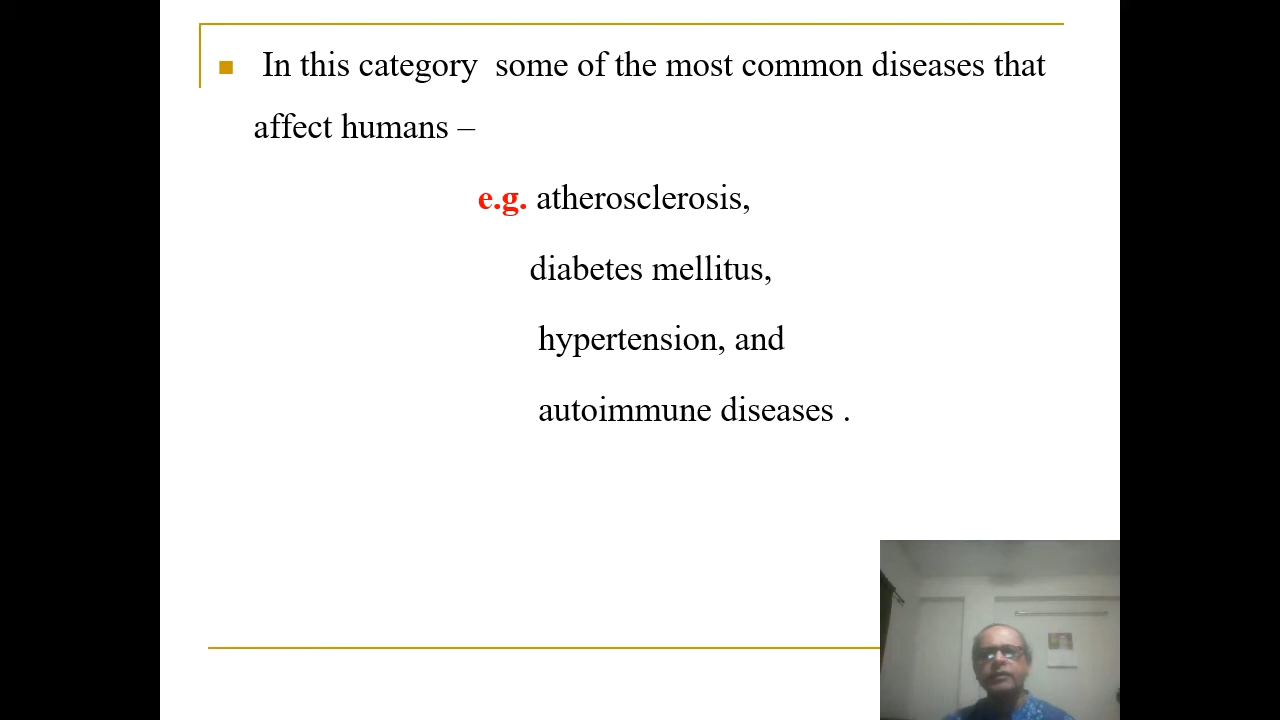 In this category some of the most common diseases that
affect humans –
e.g. atherosclerosis,
diabetes mellitus,
hypertension, and
autoimmune diseases .